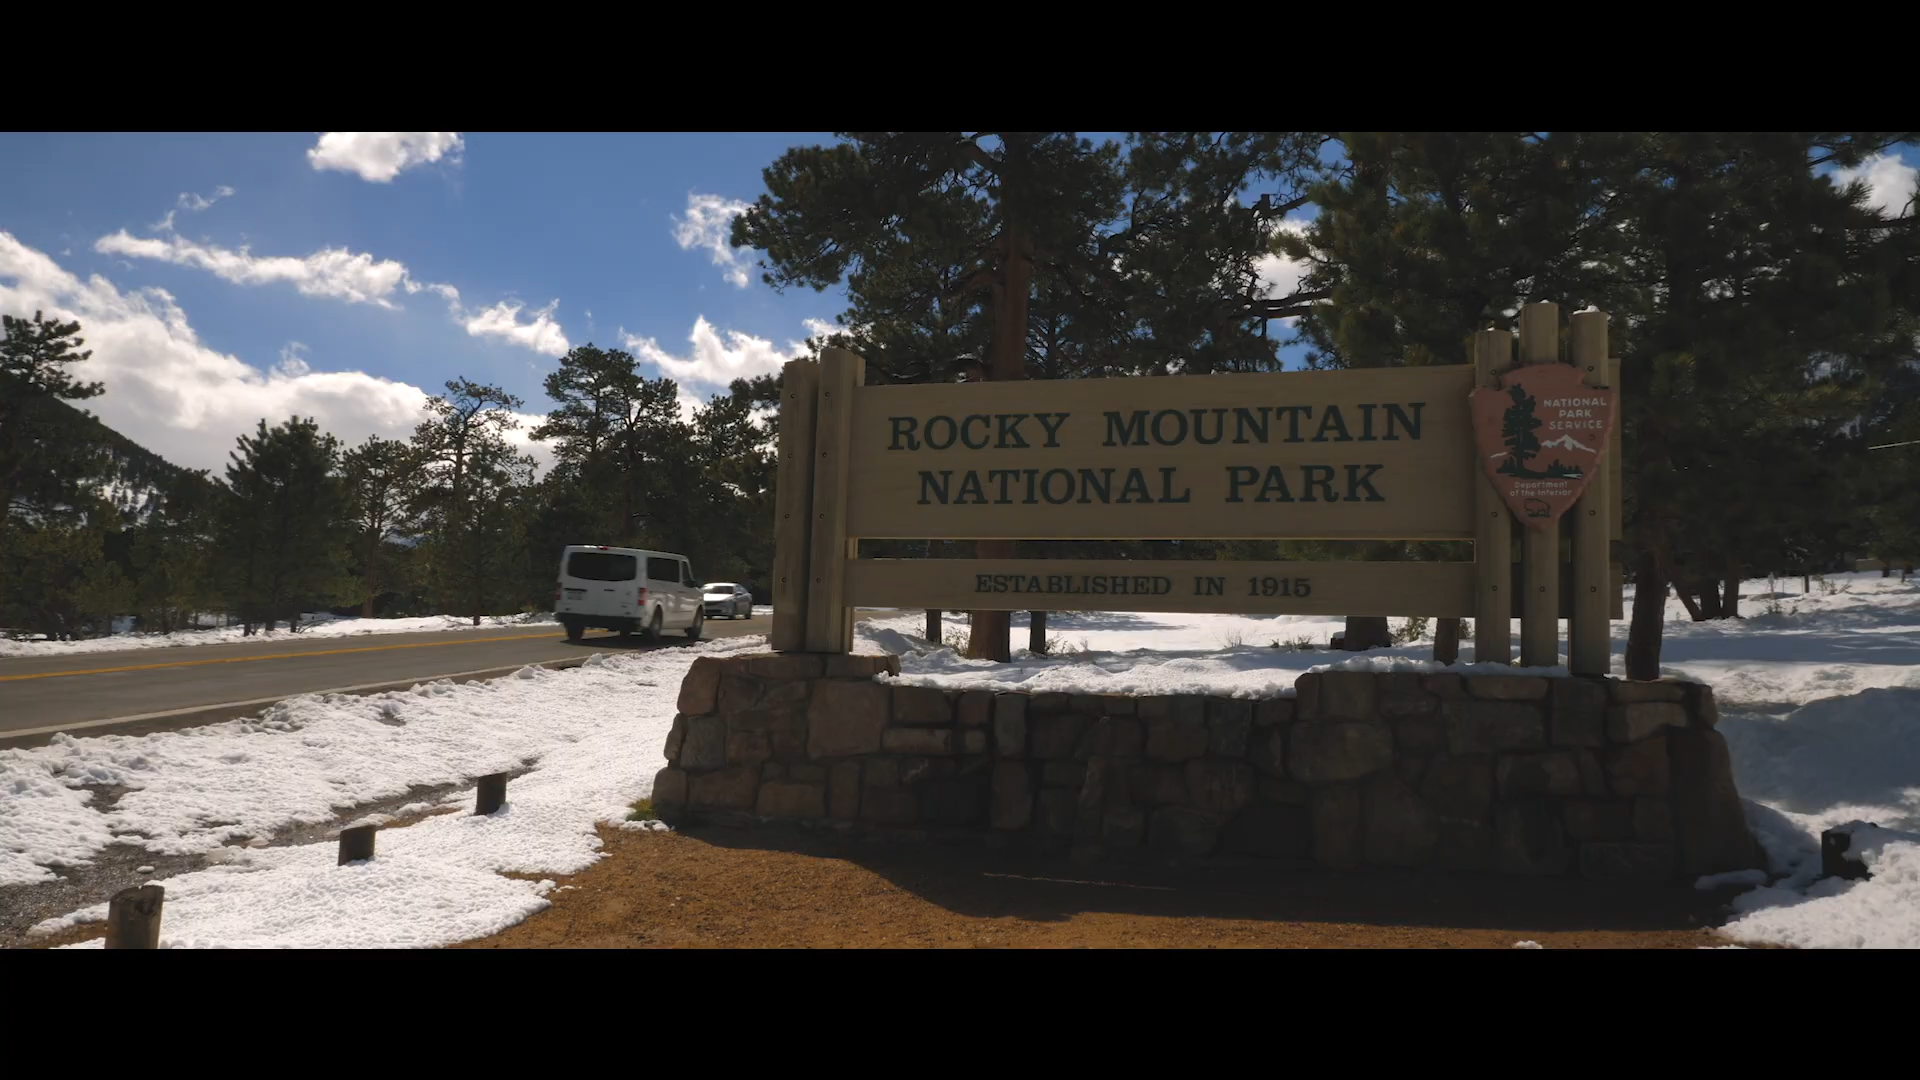 ROCKY MOUNTAIN
NATIONAL PARK
ESTABLISHED IN 1915
NATIONAL
PARK
SERVICE
Department
of the Interior